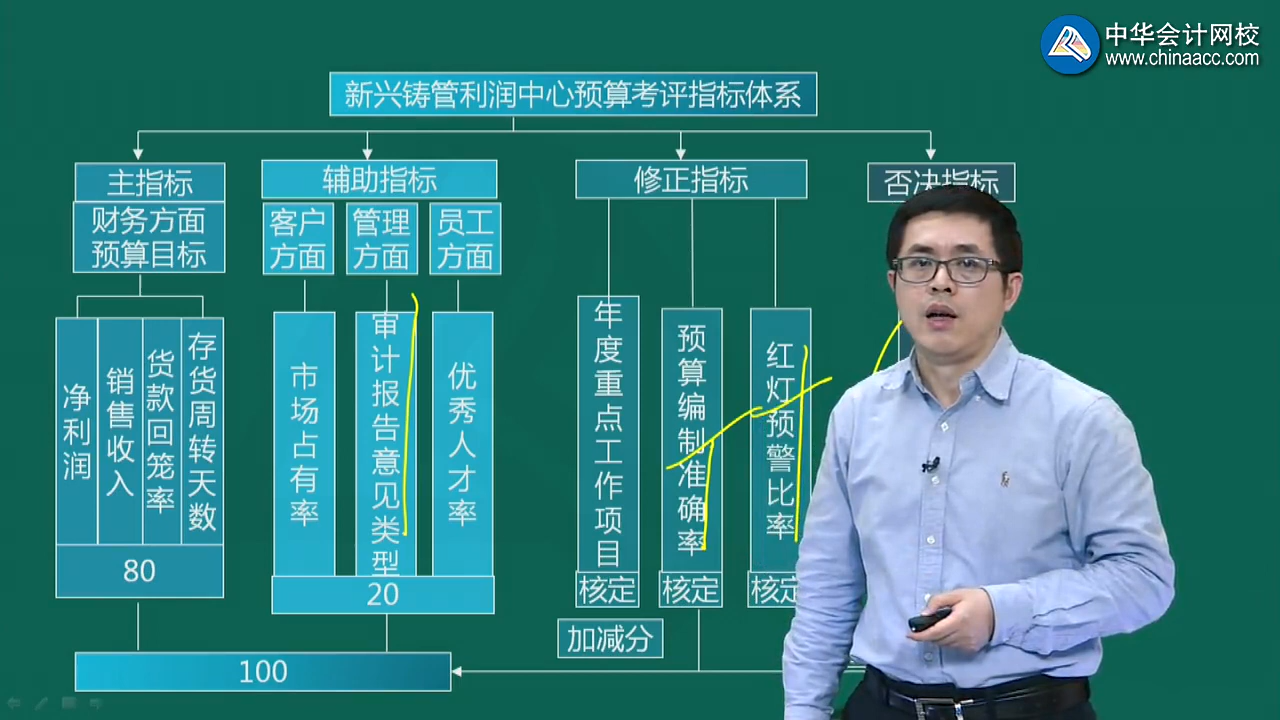 中华会计网校
www.chinaacc.com
新兴铸管利润中心预算考评指标体系
主指标
辅助指标
修正指标
否决指标
财务方面
预算目标
客户
方面
管理
方面
员工
方面
净利润
销售收入
货款回笼率
存货周转天数
市场占有率
审计报告意见类型
优秀人才率
年度重点工作项目
预算编制准确率
红灯预警比率
80
20
核定
核定
核定
加减分
100